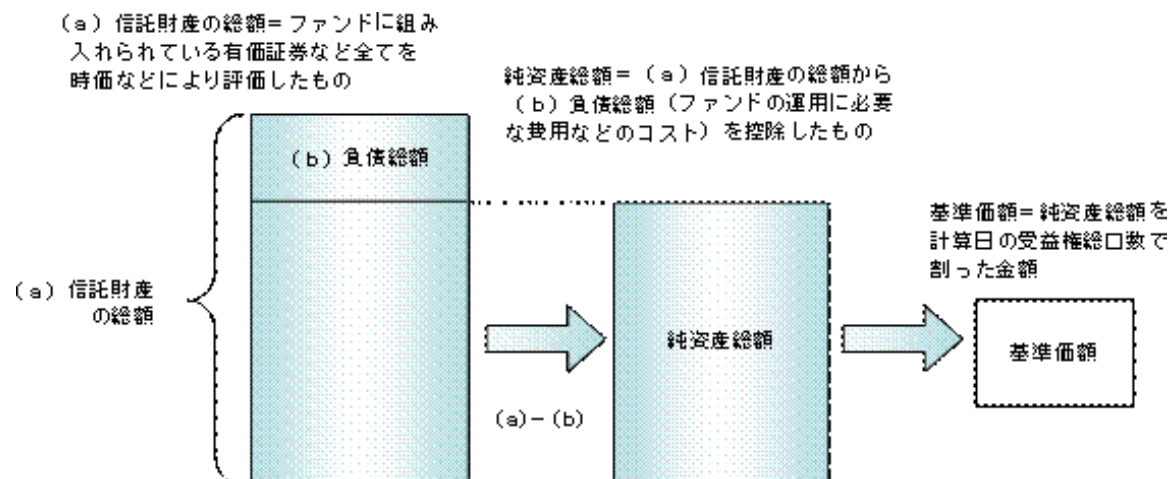 (a) 信託財産の総額=ファンドに組み
入れられている有価証券など全てを
時価などにより評価したもの
純資産総額=(a) 信託財産の総額から
(b) 負債総額(ファンドの運用に必要
な費用などのコスト)を控除したもの
(b) 負債総額
基準価額=純資産総額を
計算日の受益権総口数で
割った金額
(a) 信託財産
の総額
純資産総額
基準価額
(a)-(b)